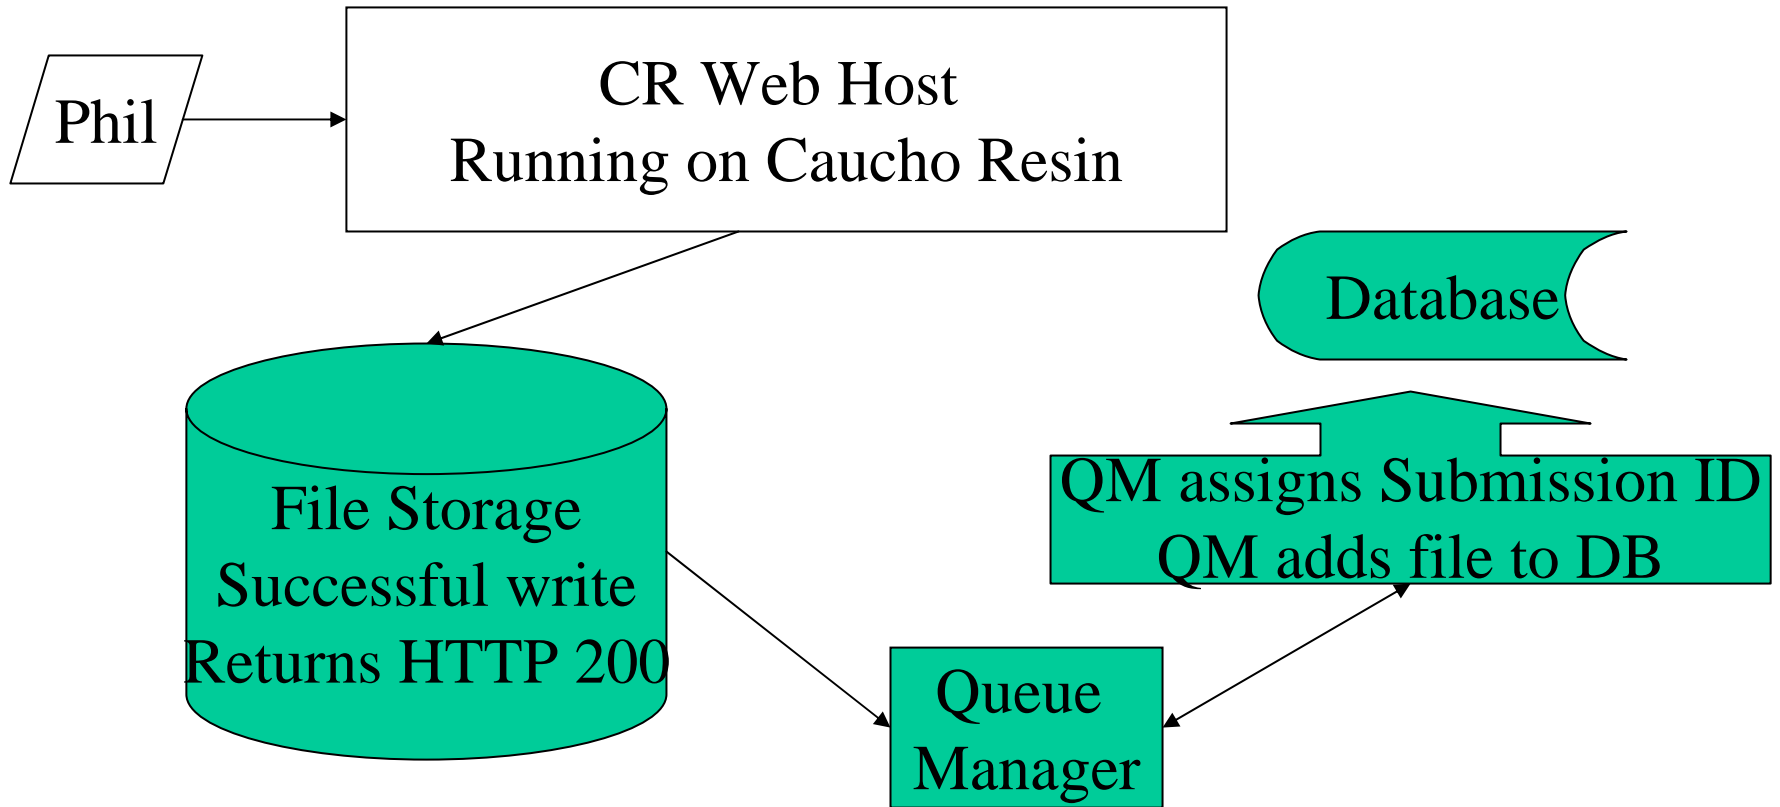 Phil
CR Web Host
Running on Caucho Resin
Database
File Storage
Successful write
Returns HTTP 200
QM assigns Submission ID
QM adds file to DB
Queue
Manager